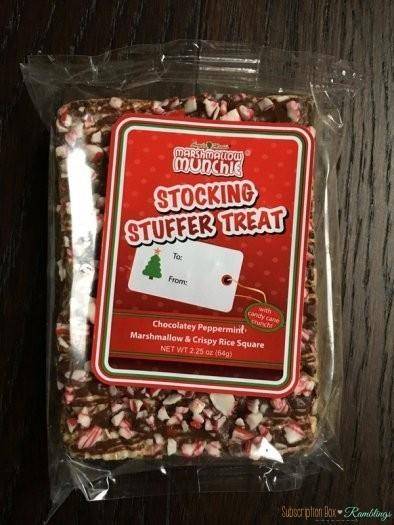 MARSHMALLOW
MUNCHIE®
STOCKING
STUFFER TREAT
To:
From:
with
candy cane
crunch!
Chocolatey Peppermint
Marshmallow & Crispy Rice Square
NET WT 2.25 oz (64g)
Subscription Box ♥ Ramblings